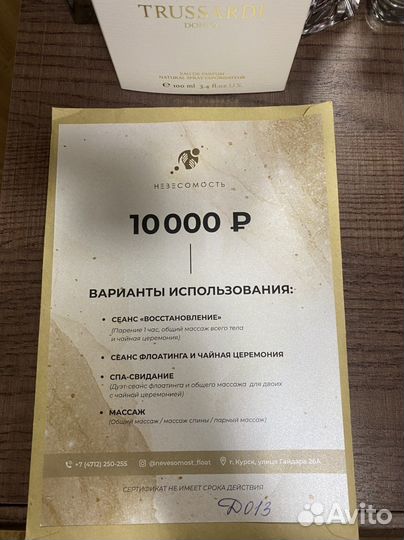 TRUSSARDI
DONNA
EAU DE PARFUM
NATURAL SPRAY VAPORISATEUR
e 100 ml 3.4 fl.oz U.S.
НЕВЕСОМОСТЬ
10 000 ₽
ВАРИАНТЫ ИСПОЛЬЗОВАНИЯ:
• СЕАНС «ВОССТАНОВЛЕНИЕ»
(Парение 1 час, общий массаж всего тела
и чайная церемония)
• СЕАНС ФЛОАТИНГА И ЧАЙНАЯ ЦЕРЕМОНИЯ
• СПА-СВИДАНИЕ
(Дуэт-сеанс флоатинга и общего массажа для двоих
с чайной церемонией)
• МАССАЖ
(Общий массаж / массаж спины / парный массаж)
+7 (4712) 250-255 @nevesomost_float г. Курск, улица Гайдара 26А
СЕРТИФИКАТ НЕ ИМЕЕТ СРОКА ДЕЙСТВИЯ
D013
Avito